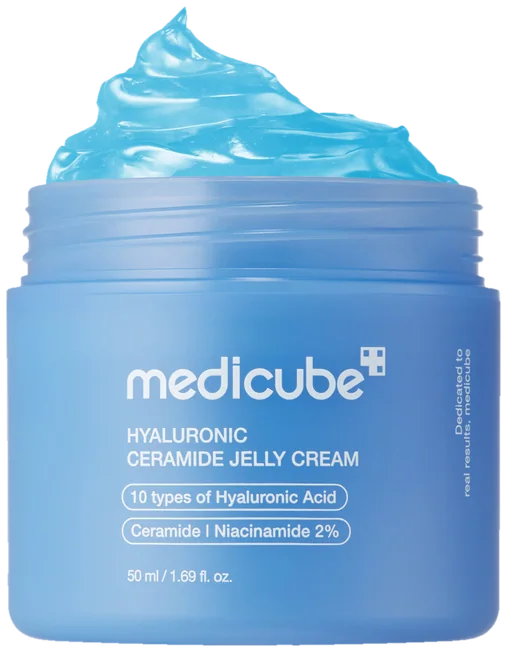 medicube
HYALURONIC
CERAMIDE JELLY CREAM
10 types of Hyaluronic Acid
Ceramide | Niacinamide 2%
50 ml / 1.69 fl. oz.
Dedicated to
real results, medicube